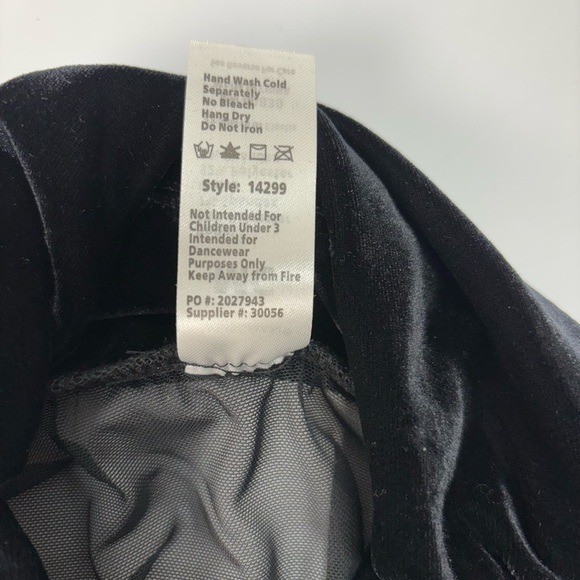 Hand Wash Cold
Separately
No Bleach
Hang Dry
Do Not Iron
Style: 14299
Not Intended For
Children Under 3
Intended for
Dancewear
Purposes Only
Keep Away from Fire
PO #: 2027943
Supplier #: 30056